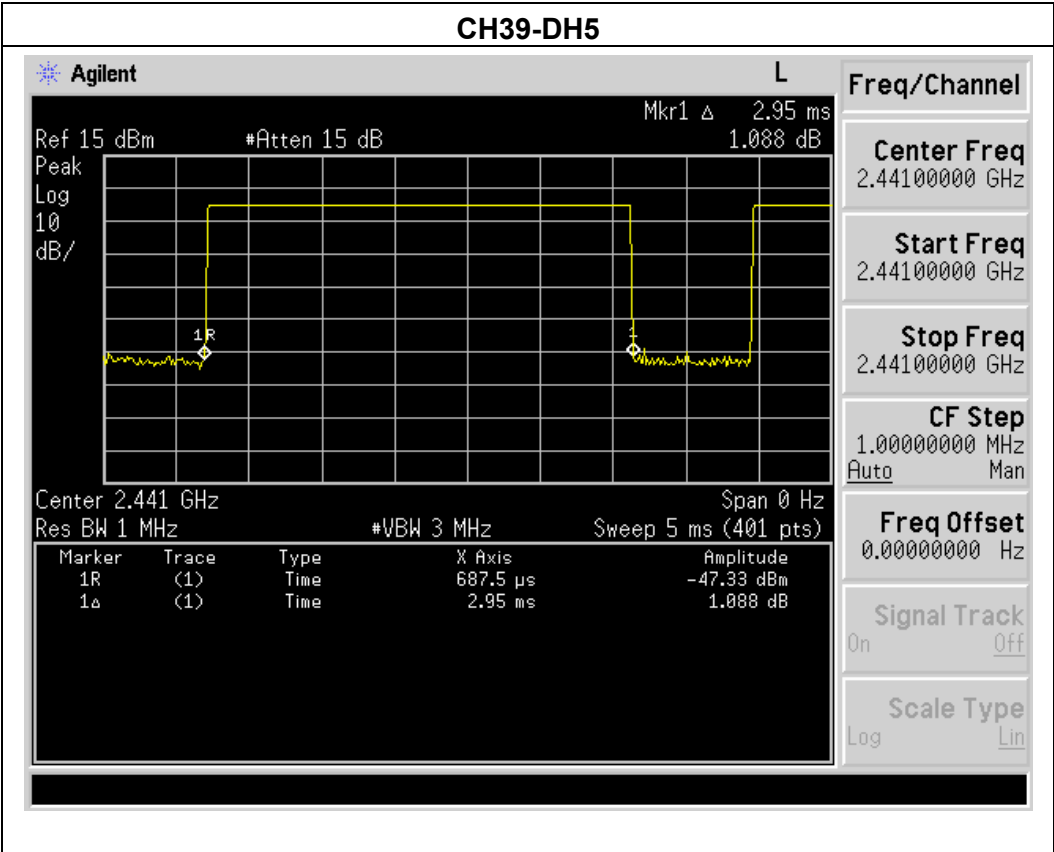 CH39-DH5
Agilent L
Mkr1 Δ 2.95 ms
Ref 15 dBm #Atten 15 dB 1.088 dB
Peak
Log
10
dB/
1R
1
Center 2.441 GHz Span 0 Hz
Res BW 1 MHz #VBW 3 MHz Sweep 5 ms (401 pts)
Marker Trace Type X Axis Amplitude
1R (1) Time 687.5 µs -47.33 dBm
1Δ (1) Time 2.95 ms 1.088 dB
Freq/Channel
Center Freq
2.44100000 GHz
Start Freq
2.44100000 GHz
Stop Freq
2.44100000 GHz
CF Step
1.00000000 MHz
Auto Man
Freq Offset
0.00000000 Hz
Signal Track
On Off
Scale Type
Log Lin